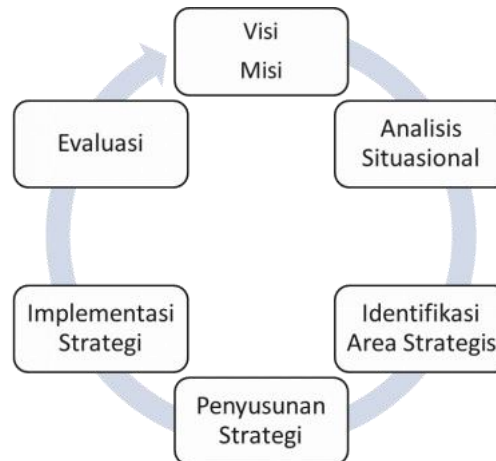 Visi
Misi
Analisis
Situasional
Identifikasi
Area Strategis
Penyusunan
Strategi
Implementasi
Strategi
Evaluasi